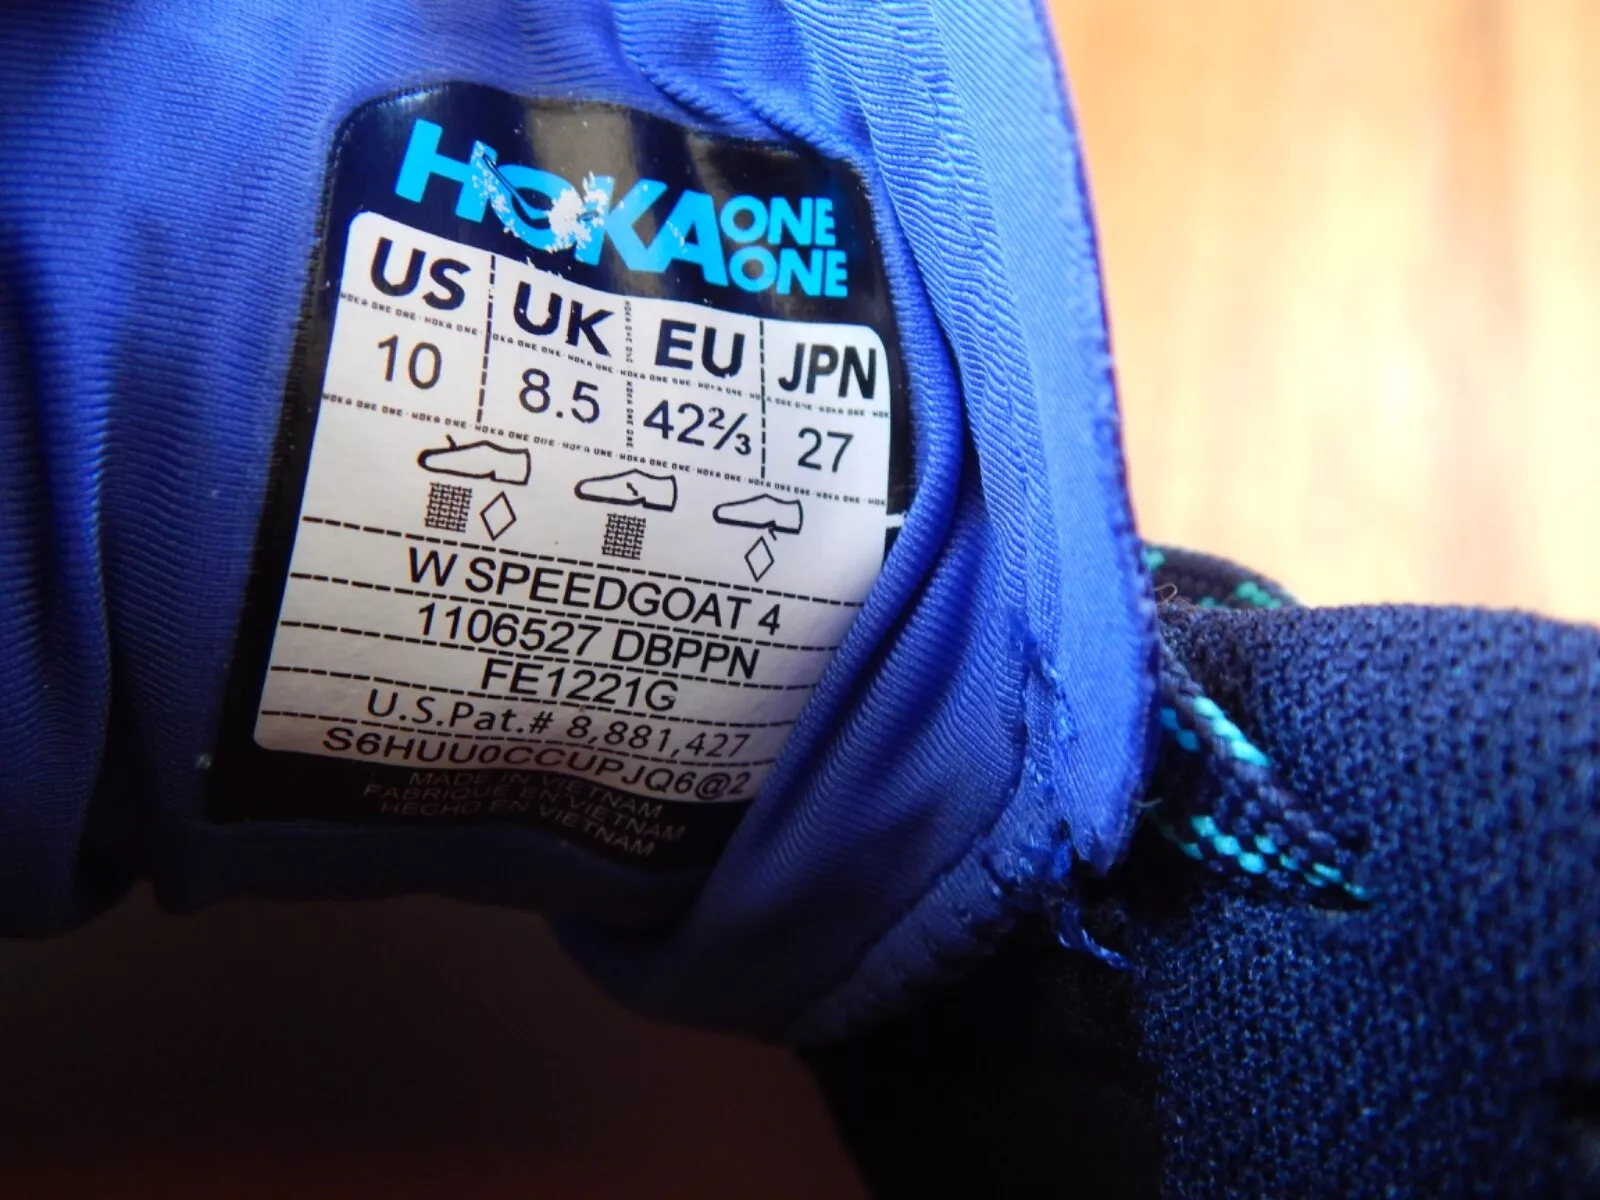 HOKA ONE ONE
US UK EU JPN
10 8.5 42⅔ 27
W SPEEDGOAT 4
1106527 DBPPN
FE1221G
U.S.Pat.# 8,881,427
S6HUU0CCUPJQ6@2
MADE IN VIETNAM
FABRIQUÉ EN VIETNAM
HECHO EN VIETNAM